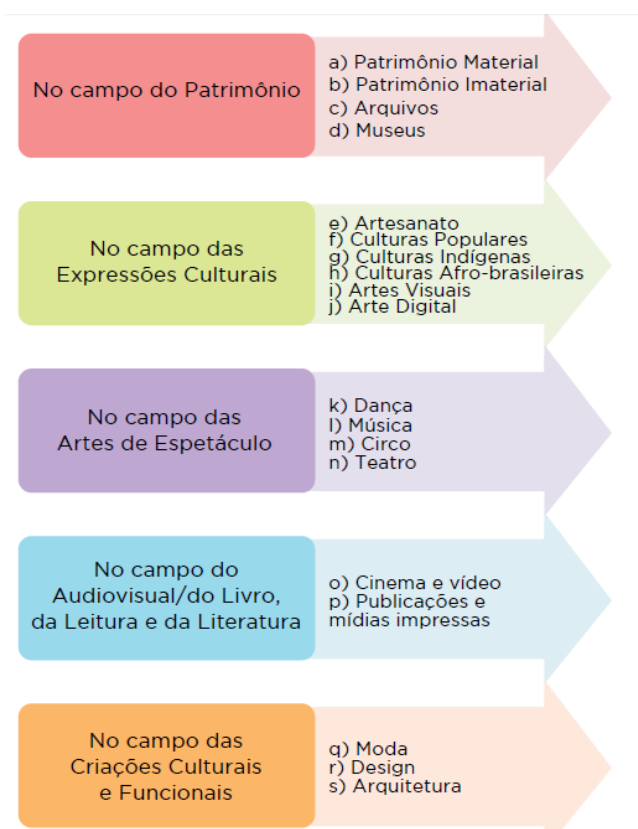 No campo do Patrimônio
a) Patrimônio Material
b) Patrimônio Imaterial
c) Arquivos
d) Museus
No campo das
Expressões Culturais
e) Artesanato
f) Culturas Populares
g) Culturas Indígenas
h) Culturas Afro-brasileiras
i) Artes Visuais
j) Arte Digital
No campo das
Artes de Espetáculo
k) Dança
l) Música
m) Circo
n) Teatro
No campo do
Audiovisual/do Livro,
da Leitura e da Literatura
o) Cinema e vídeo
p) Publicações e
mídias impressas
No campo das
Criações Culturais
e Funcionais
q) Moda
r) Design
s) Arquitetura